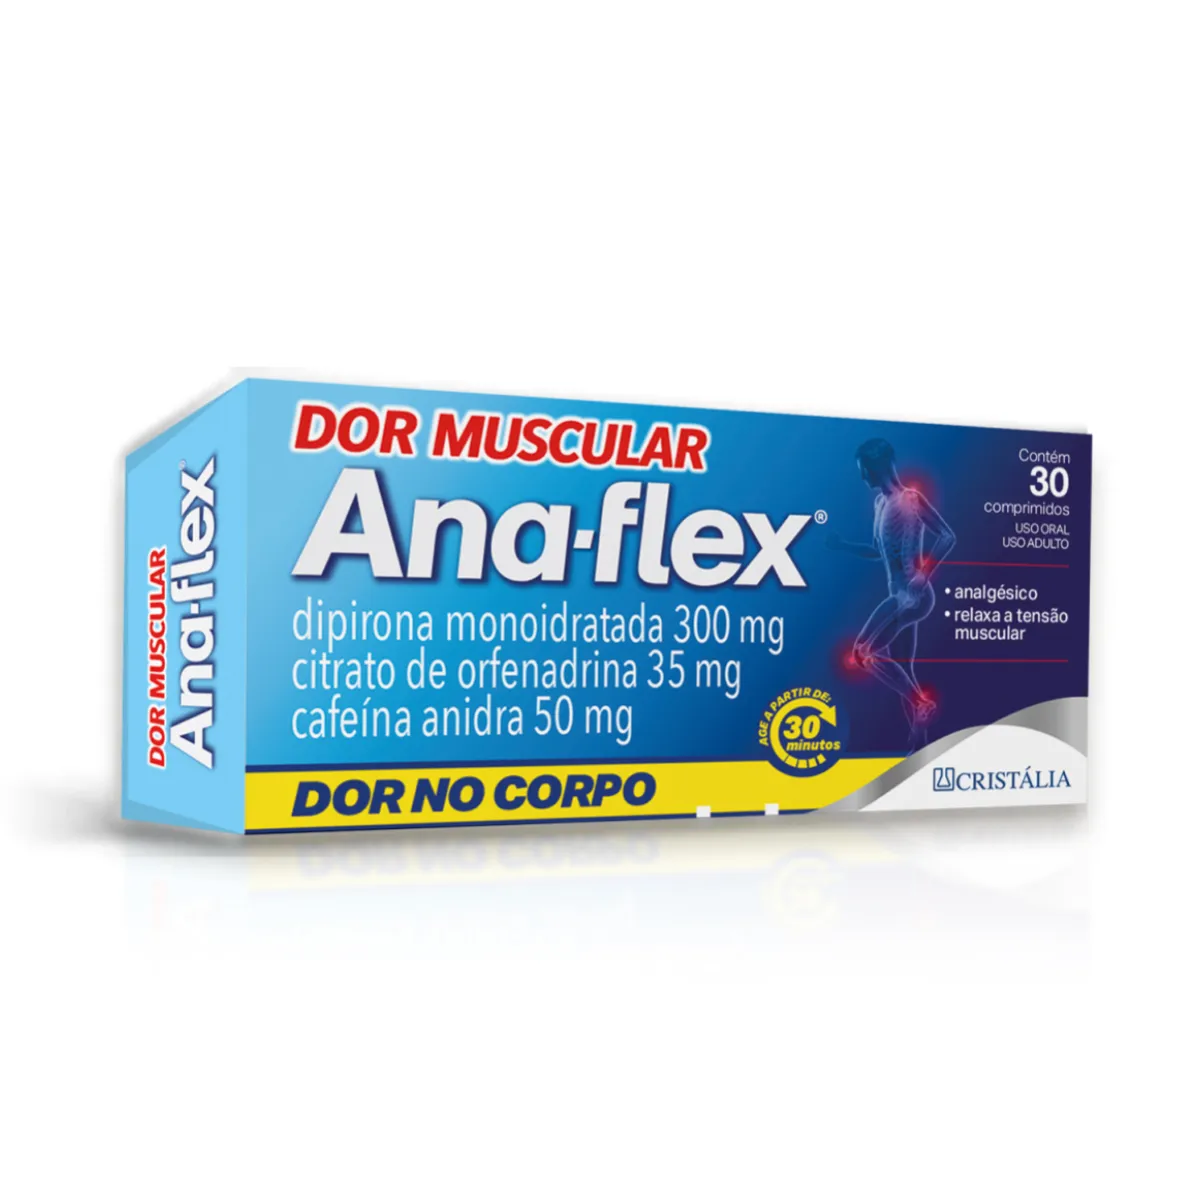 DOR MUSCULAR
Ana-flex®
DOR MUSCULAR
Ana-flex®
dipirona monoidratada 300 mg
citrato de orfenadrina 35 mg
cafeína anidra 50 mg
DOR NO CORPO
AGE A PARTIR DE:
30
minutos
Contém
30
comprimidos
USO ORAL
USO ADULTO
• analgésico
• relaxa a tensão
muscular
CRISTÁLIA